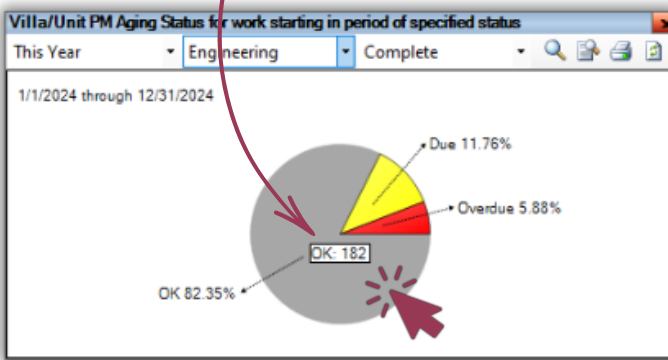 Villa/Unit PM Aging Status for work starting in period of specified status
This Year Engineering Complete
1/1/2024 through 12/31/2024
Due 11.76%
Overdue 5.88%
OK: 182
OK 82.35%